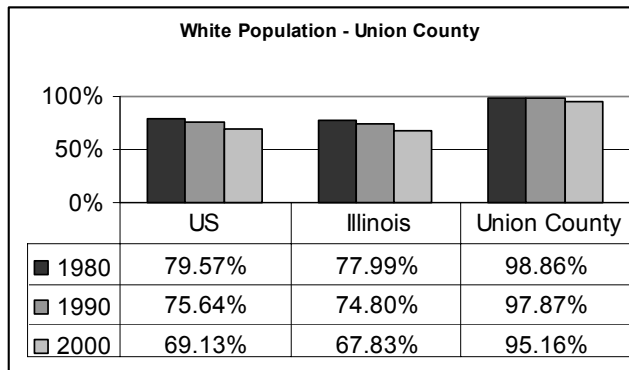 White Population - Union County
100%
50%
0%
US Illinois Union County
1980 79.57% 77.99% 98.86%
1990 75.64% 74.80% 97.87%
2000 69.13% 67.83% 95.16%